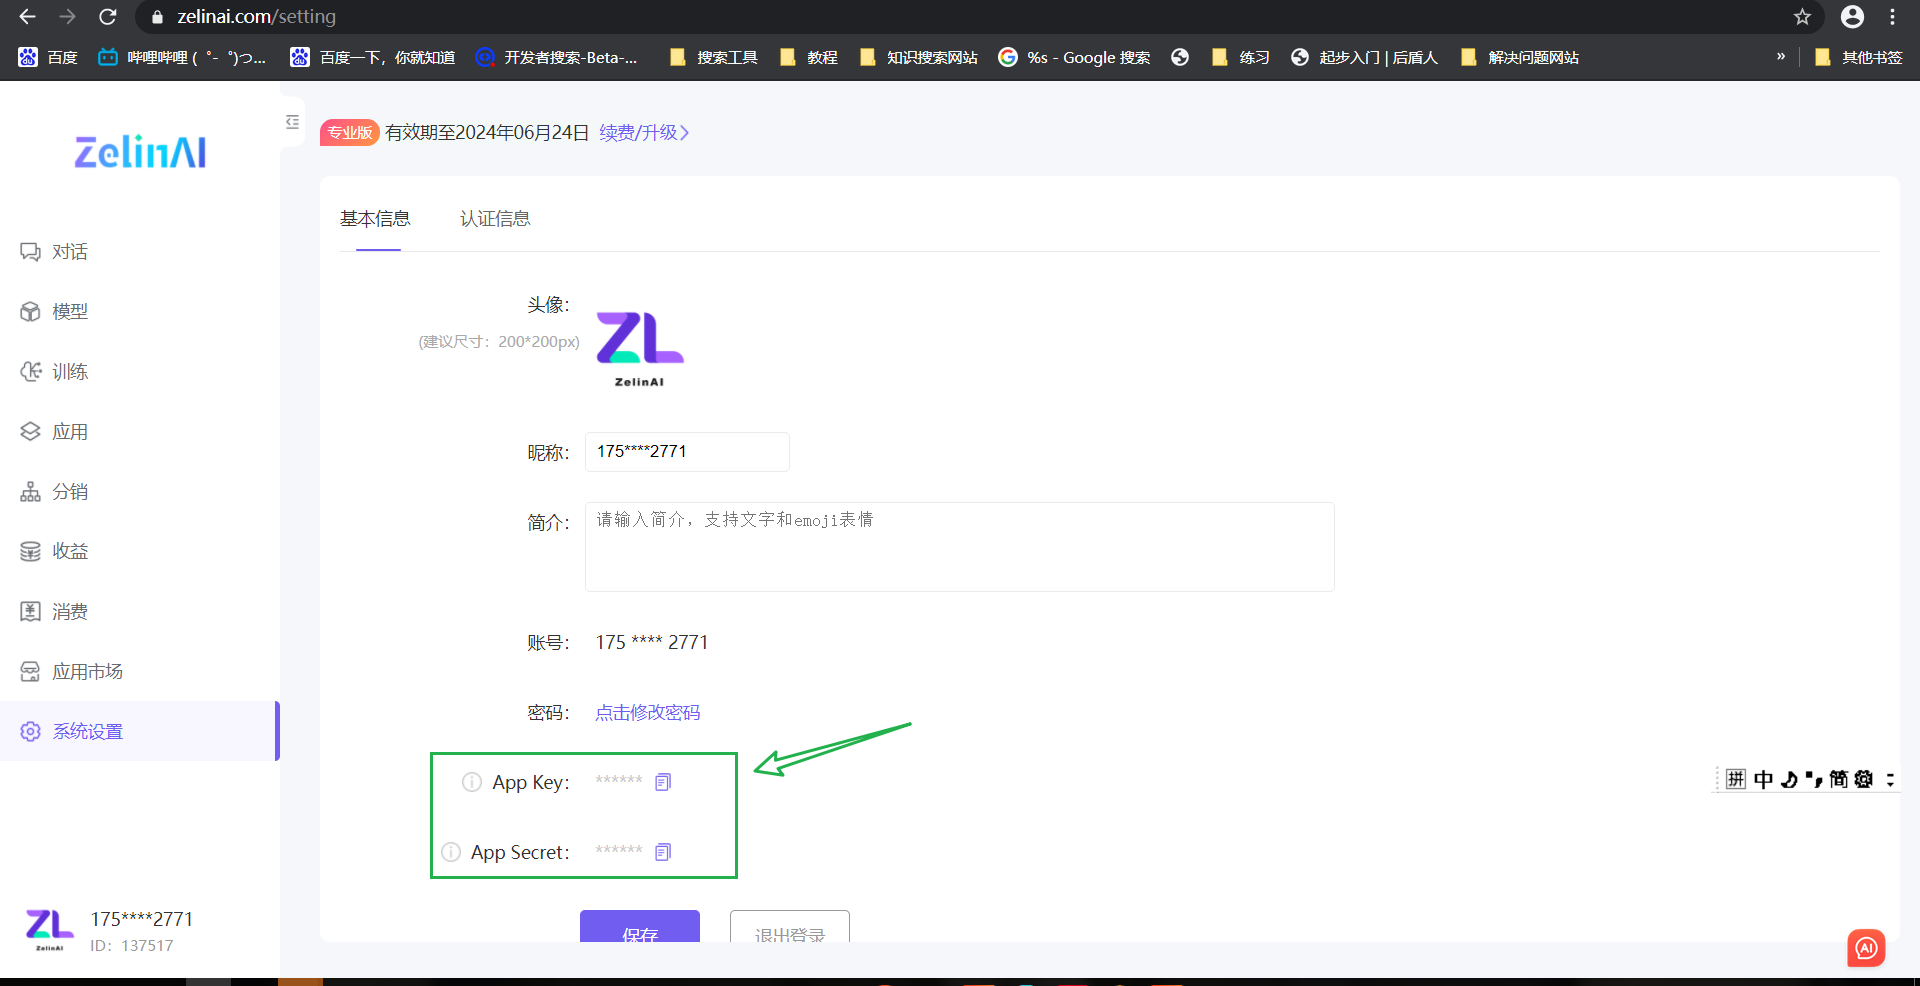 zelinai.com/setting
百度
哔哩哔哩 ( ゜- ゜)つ...
百度一下，你就知道
开发者搜索-Beta-...
搜索工具
教程
知识搜索网站
%s - Google 搜索
练习
起步入门 | 后盾人
解决问题网站
»
其他书签
ZelinAI
专业版 有效期至2024年06月24日 续费/升级
基本信息 认证信息
对话
模型
训练
应用
分销
收益
消费
应用市场
系统设置
头像：
(建议尺寸：200*200px)
ZL
ZelinAI
昵称： 175****2771
简介： 请输入简介，支持文字和emoji表情
账号： 175 **** 2771
密码： 点击修改密码
App Key： ******
App Secret： ******
保存 退出登录
拼 中 简
ZL
ZelinAI
175****2771
ID：137517
AI